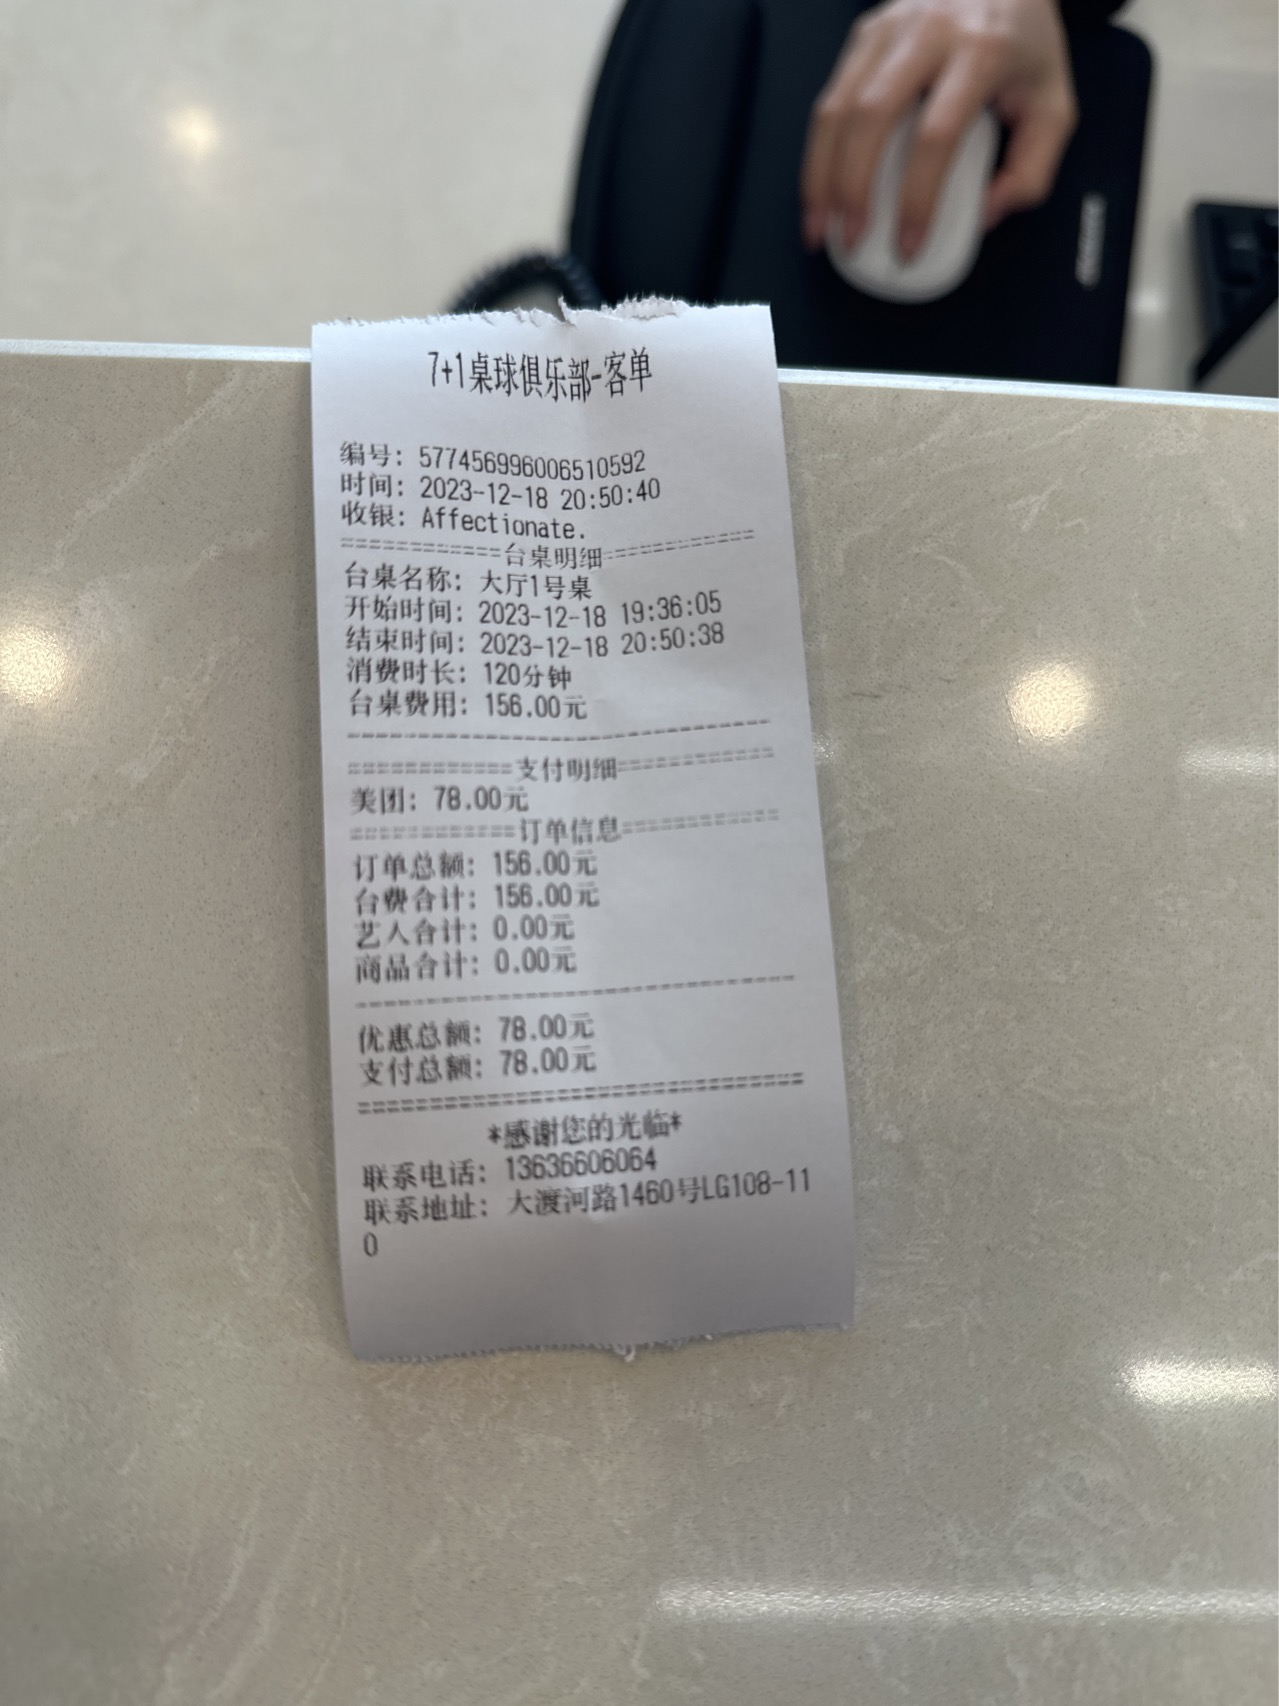 7+1桌球俱乐部-客单
编号: 577456996006510592
时间: 2023-12-18 20:50:40
收银: Affectionate.
============台桌明细============
台桌名称: 大厅1号桌
开始时间: 2023-12-18 19:36:05
结束时间: 2023-12-18 20:50:38
消费时长: 120分钟
台桌费用: 156.00元
--------------------------------
============支付明细============
美团: 78.00元
============订单信息============
订单总额: 156.00元
台费合计: 156.00元
艺人合计: 0.00元
商品合计: 0.00元
--------------------------------
优惠总额: 78.00元
支付总额: 78.00元
================================
*感谢您的光临*
联系电话: 13636606064
联系地址: 大渡河路1460号LG108-11
0